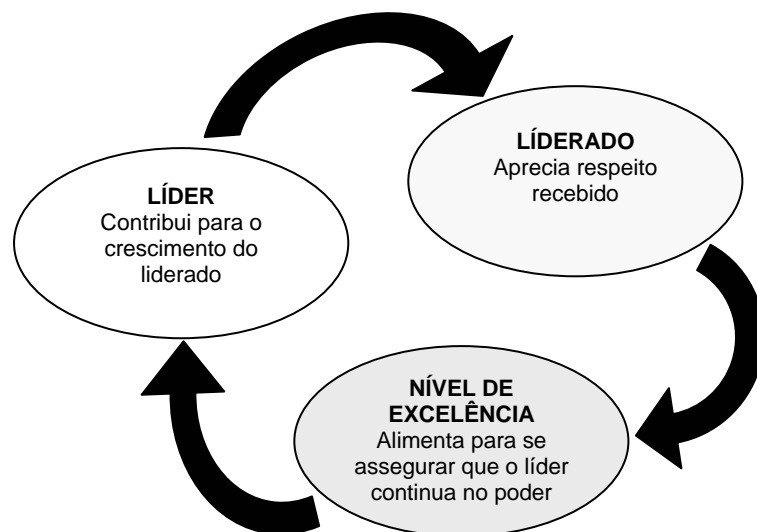 LÍDER
Contribui para o
crescimento do
liderado
LÍDERADO
Aprecia respeito
recebido
NÍVEL DE
EXCELÊNCIA
Alimenta para se
assegurar que o líder
continua no poder